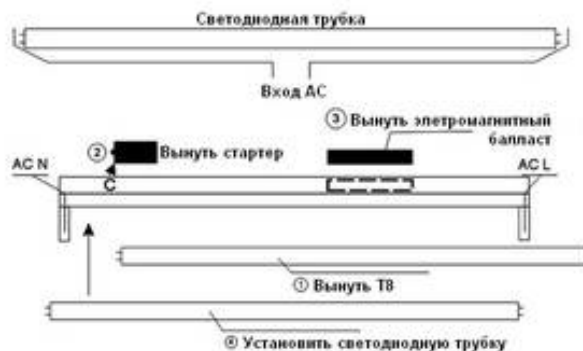 Светодиодная трубка
Вход АС
③ Вынуть элетромагнитный
балласт
② Вынуть стартер
AC N
AC L
С
① Вынуть Т8
④ Установить светодиодную трубку